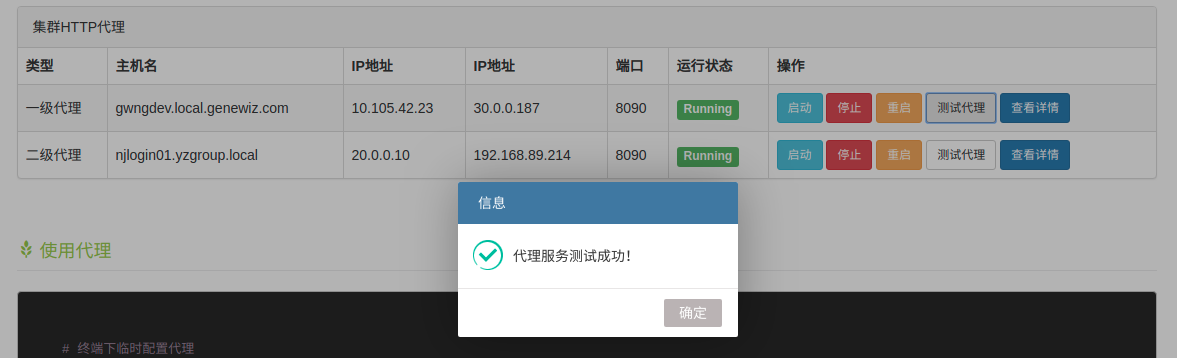 集群HTTP代理
类型 主机名 IP地址 IP地址 端口 运行状态 操作
一级代理 gwngdev.local.genewiz.com 10.105.42.23 30.0.0.187 8090 Running 启动 停止 重启 测试代理 查看详情
二级代理 njlogin01.yzgroup.local 20.0.0.10 192.168.89.214 8090 Running 启动 停止 重启 测试代理 查看详情
信息
代理服务测试成功!
确定
使用代理
# 终端下临时配置代理